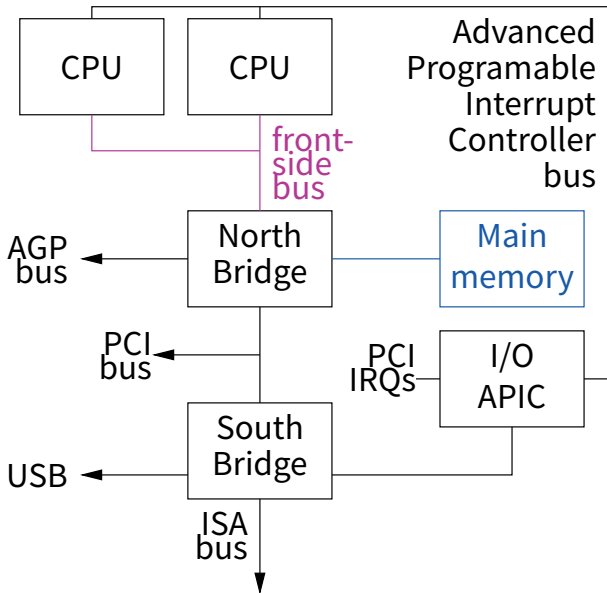 CPU
CPU
Advanced
Programable
Interrupt
Controller
bus
front-
side
bus
North
Bridge
Main
memory
AGP
bus
PCI
bus
PCI
IRQs
I/O
APIC
South
Bridge
USB
ISA
bus